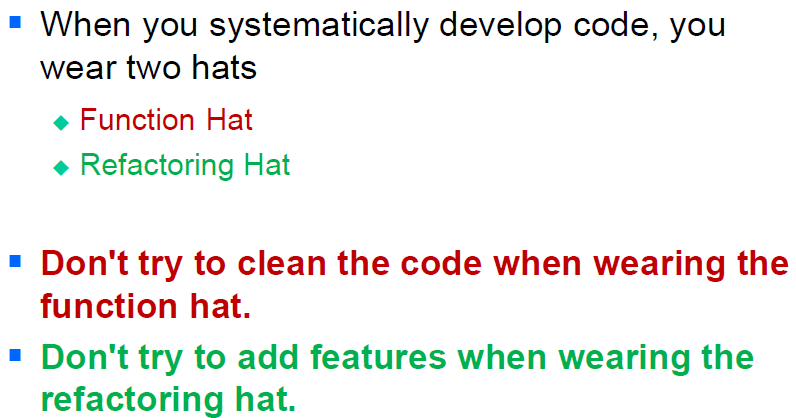 When you systematically develop code, you
wear two hats
Function Hat
Refactoring Hat
Don't try to clean the code when wearing the
function hat.
Don't try to add features when wearing the
refactoring hat.